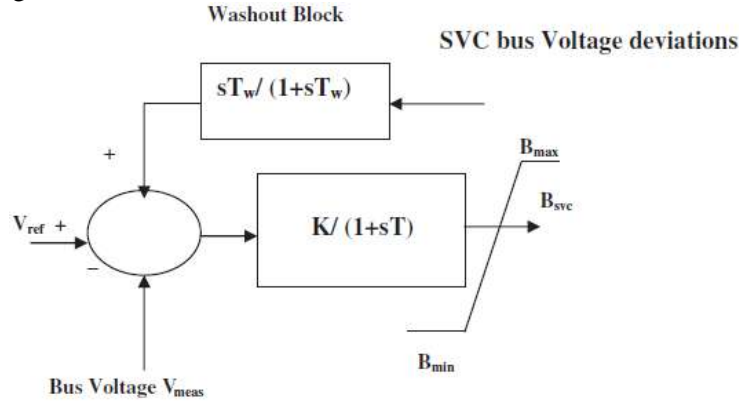 Washout Block
SVC bus Voltage deviations
sTw/ (1+sTw)
+
Bmax
Vref +
K/ (1+sT)
Bsvc
−
Bmin
Bus Voltage Vmeas